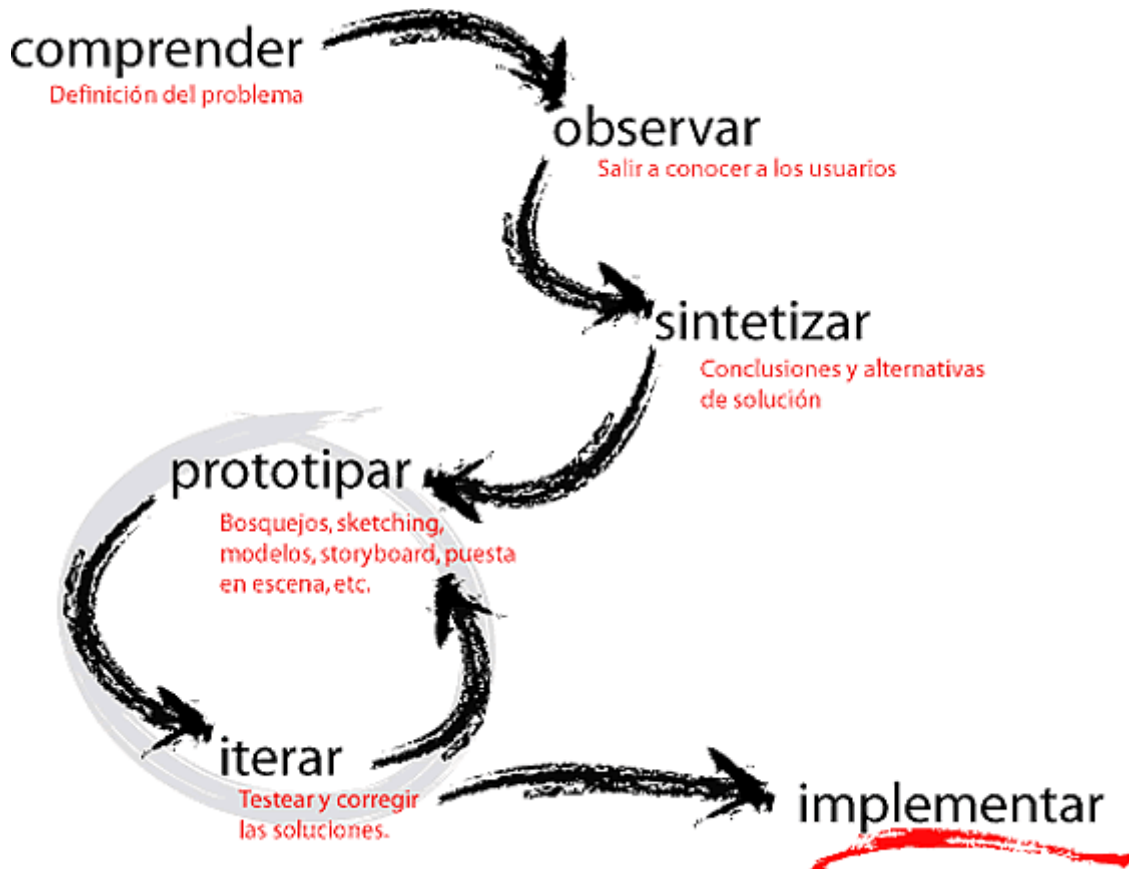 comprender
Definición del problema
observar
Salir a conocer a los usuarios
sintetizar
Conclusiones y alternativas
de solución
prototipar
Bosquejos, sketching,
modelos, storyboard, puesta
en escena, etc.
iterar
Testear y corregir
las soluciones.
implementar